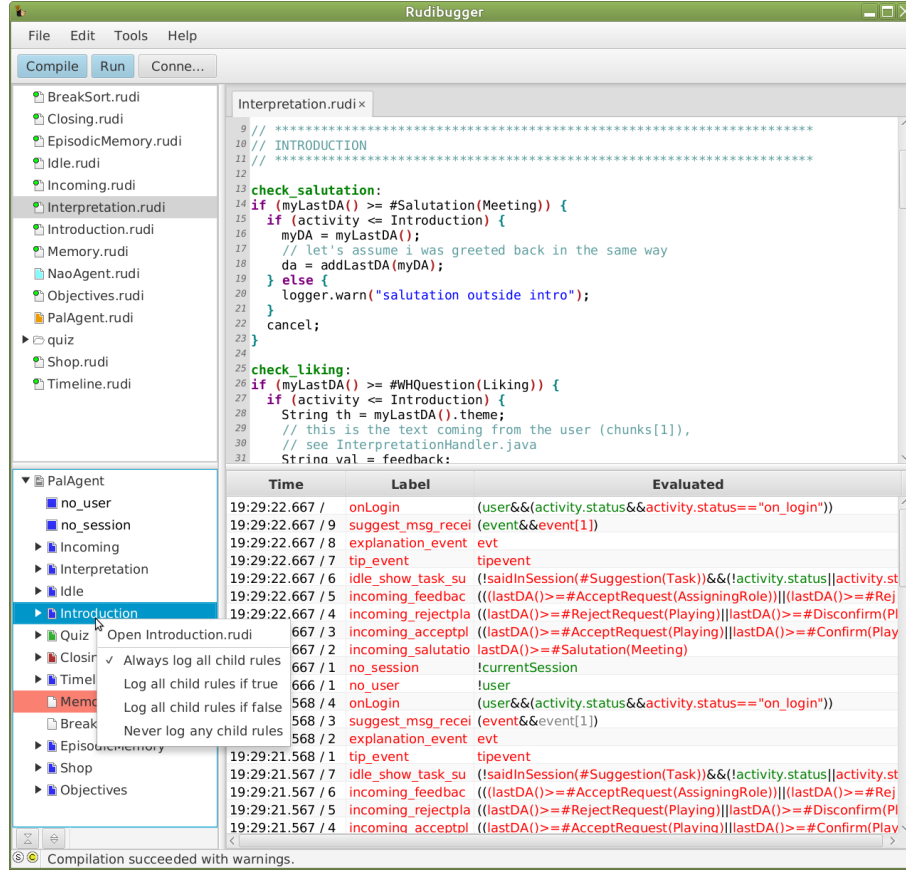 Rudibugger
File Edit Tools Help
Compile Run Conne...
BreakSort.rudi
Closing.rudi
EpisodicMemory.rudi
Idle.rudi
Incoming.rudi
Interpretation.rudi
Introduction.rudi
Memory.rudi
NaoAgent.rudi
Objectives.rudi
PalAgent.rudi
quiz
Shop.rudi
Timeline.rudi
Interpretation.rudi ×
9 // **********************************************************************
10 // INTRODUCTION
11 // **********************************************************************
12
13 check_salutation:
14 if (myLastDA() >= #Salutation(Meeting)) {
15 if (activity <= Introduction) {
16 myDA = myLastDA();
17 // let's assume i was greeted back in the same way
18 da = addLastDA(myDA);
19 } else {
20 logger.warn("salutation outside intro");
21 }
22 cancel;
23 }
24
25 check_liking:
26 if (myLastDA() >= #WHQuestion(Liking)) {
27 if (activity <= Introduction) {
28 String th = myLastDA().theme;
29 // this is the text coming from the user (chunks[1]),
30 // see InterpretationHandler.java
31 String val = feedback;
PalAgent
no_user
no_session
Incoming
Interpretation
Idle
Introduction
Quiz
Closin
Timel
Memo
Break
EpisodicMemory
Shop
Objectives
Open Introduction.rudi
✓ Always log all child rules
Log all child rules if true
Log all child rules if false
Never log any child rules
Time Label Evaluated
19:29:22.667 / onLogin (user&&(activity.status&&activity.status=="on_login"))
19:29:22.667 / 9 suggest_msg_recei (event&&event[1])
19:29:22.667 / 8 explanation_event evt
19:29:22.667 / 7 tip_event tipevent
19:29:22.667 / 6 idle_show_task_su (!saidInSession(#Suggestion(Task))&&(!activity.status||activity.st
19:29:22.667 / 5 incoming_feedbac (((lastDA()>=#AcceptRequest(AssigningRole))||(lastDA()>=#Rej
19:29:22.667 / 4 incoming_rejectpla ((lastDA()>=#RejectRequest(Playing)||lastDA()>=#Disconfirm(Pl
667 / 3 incoming_acceptpl ((lastDA()>=#AcceptRequest(Playing)||lastDA()>=#Confirm(Play
667 / 2 incoming_salutatio lastDA()>=#Salutation(Meeting)
667 / 1 no_session !currentSession
666 / 1 no_user !user
568 / 4 onLogin (user&&(activity.status&&activity.status=="on_login"))
568 / 3 suggest_msg_recei (event&&event[1])
568 / 2 explanation_event evt
19:29:21.568 / 1 tip_event tipevent
19:29:21.567 / 7 idle_show_task_su (!saidInSession(#Suggestion(Task))&&(!activity.status||activity.st
19:29:21.567 / 6 incoming_feedbac (((lastDA()>=#AcceptRequest(AssigningRole))||(lastDA()>=#Rej
19:29:21.567 / 5 incoming_rejectpla ((lastDA()>=#RejectRequest(Playing)||lastDA()>=#Disconfirm(Pl
19:29:21.567 / 4 incoming_acceptpl ((lastDA()>=#AcceptRequest(Playing)||lastDA()>=#Confirm(Play
S C Compilation succeeded with warnings.